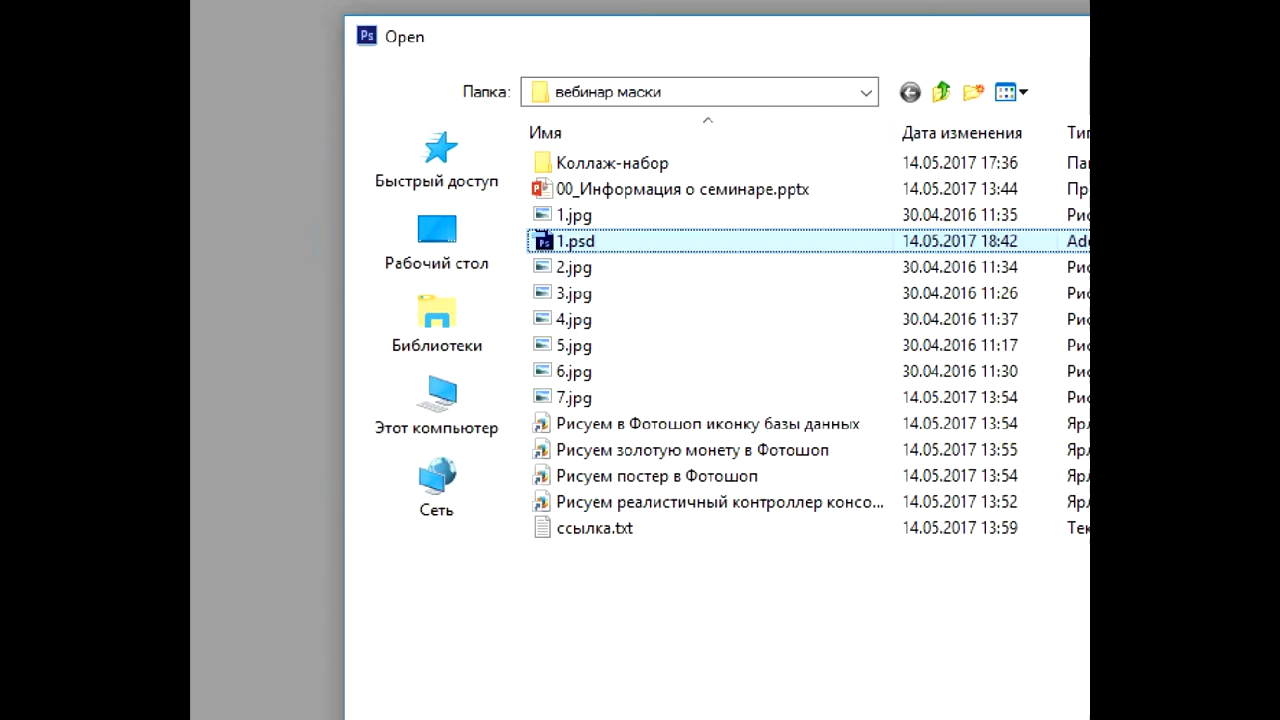 Ps Open
Папка: вебинар маски
Имя Дата изменения
Быстрый доступ
Рабочий стол
Библиотеки
Этот компьютер
Сеть
Коллаж-набор 14.05.2017 17:36
00_Информация о семинаре.pptx 14.05.2017 13:44
1.jpg 30.04.2016 11:35
1.psd 14.05.2017 18:42
2.jpg 30.04.2016 11:34
3.jpg 30.04.2016 11:26
4.jpg 30.04.2016 11:37
5.jpg 30.04.2016 11:17
6.jpg 30.04.2016 11:30
7.jpg 14.05.2017 13:54
Рисуем в Фотошоп иконку базы данных 14.05.2017 13:54
Рисуем золотую монету в Фотошоп 14.05.2017 13:55
Рисуем постер в Фотошоп 14.05.2017 13:54
Рисуем реалистичный контроллер консо... 14.05.2017 13:52
ссылка.txt 14.05.2017 13:59